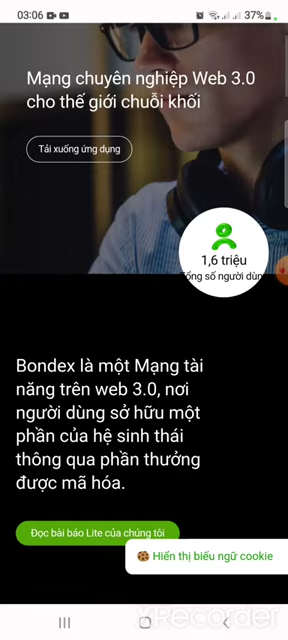 03:06
37%
Mạng chuyên nghiệp Web 3.0
cho thế giới chuỗi khối
Tải xuống ứng dụng
1,6 triệu
Tổng số người dùng
Bondex là một Mạng tài
năng trên web 3.0, nơi
người dùng sở hữu một
phần của hệ sinh thái
thông qua phần thưởng
được mã hóa.
Đọc bài báo Lite của chúng tôi
Hiển thị biểu ngữ cookie
XRecorder